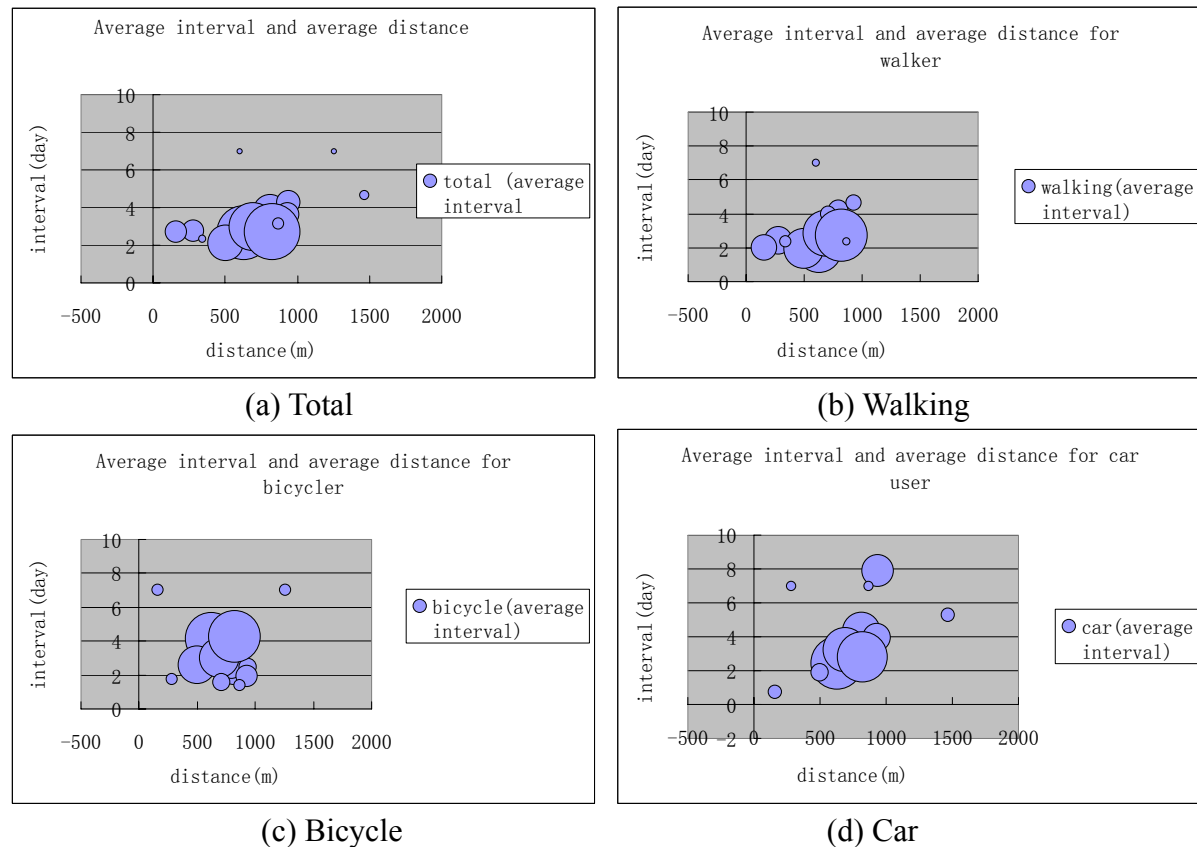 Average interval and average distance
10
8
6
4
2
0
interval(day)
-500 0 500 1000 1500 2000
distance(m)
total (average
interval
(a) Total
Average interval and average distance for
walker
10
8
6
4
2
0
interval(day)
-500 0 500 1000 1500 2000
distance(m)
walking(average
interval)
(b) Walking
Average interval and average distance for
bicycler
10
8
6
4
2
0
interval(day)
-500 0 500 1000 1500 2000
distance(m)
bicycle(average
interval)
(c) Bicycle
Average interval and average distance for car
user
10
8
6
4
2
0
-2
interval(day)
-500 0 500 1000 1500 2000
distance(m)
car(average
interval)
(d) Car